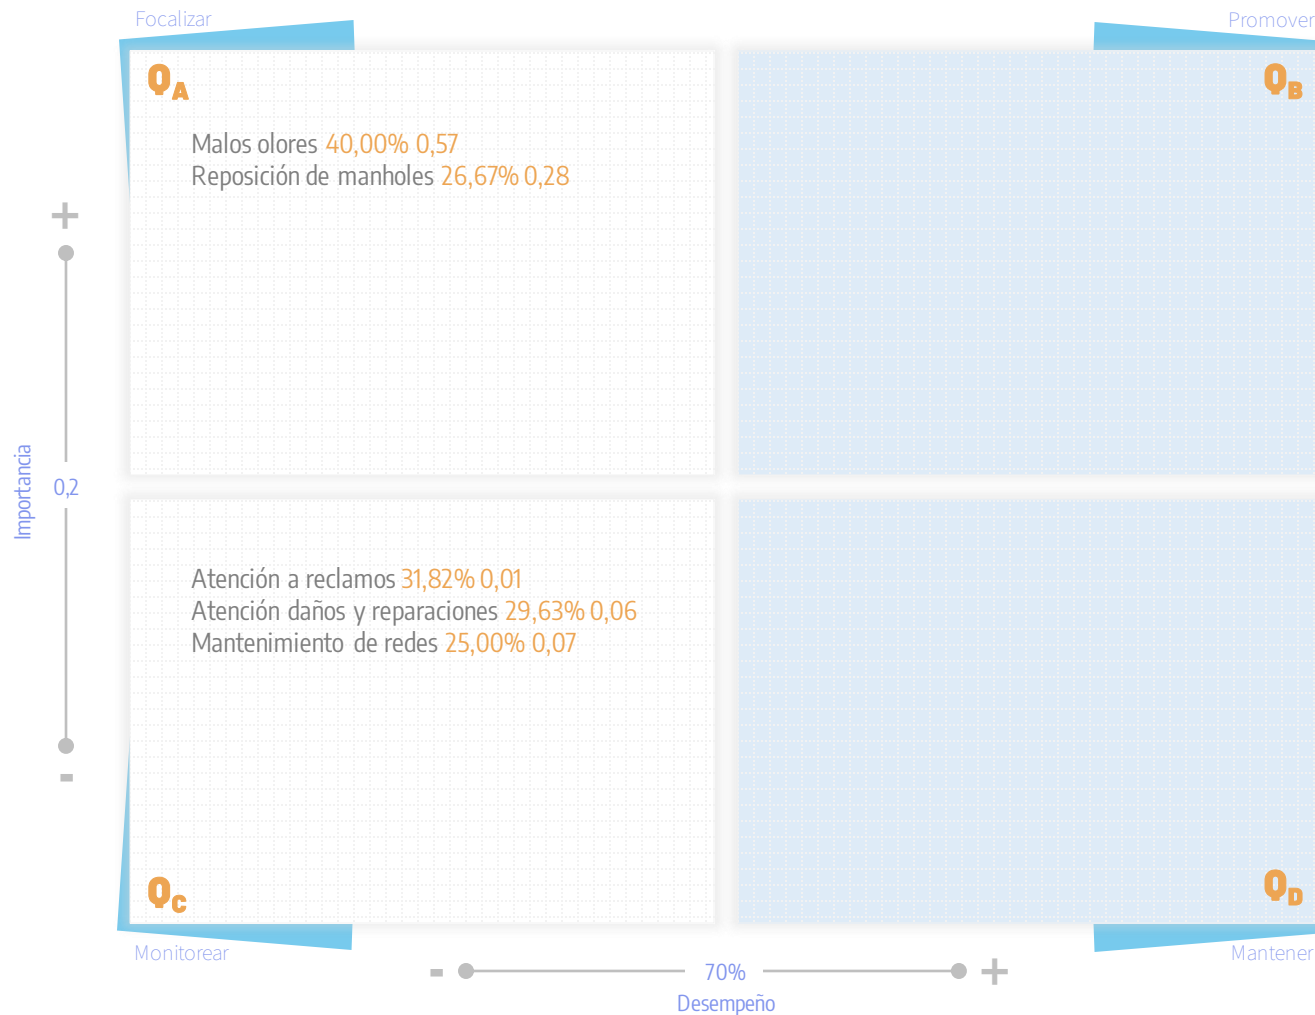 Focalizar
Promover
QA
QB
Malos olores 40,00% 0,57
Reposición de manholes 26,67% 0,28
+
Importancia
0,2
Atención a reclamos 31,82% 0,01
Atención daños y reparaciones 29,63% 0,06
Mantenimiento de redes 25,00% 0,07
-
QC
QD
Monitorear
Mantener
- 70% +
Desempeño